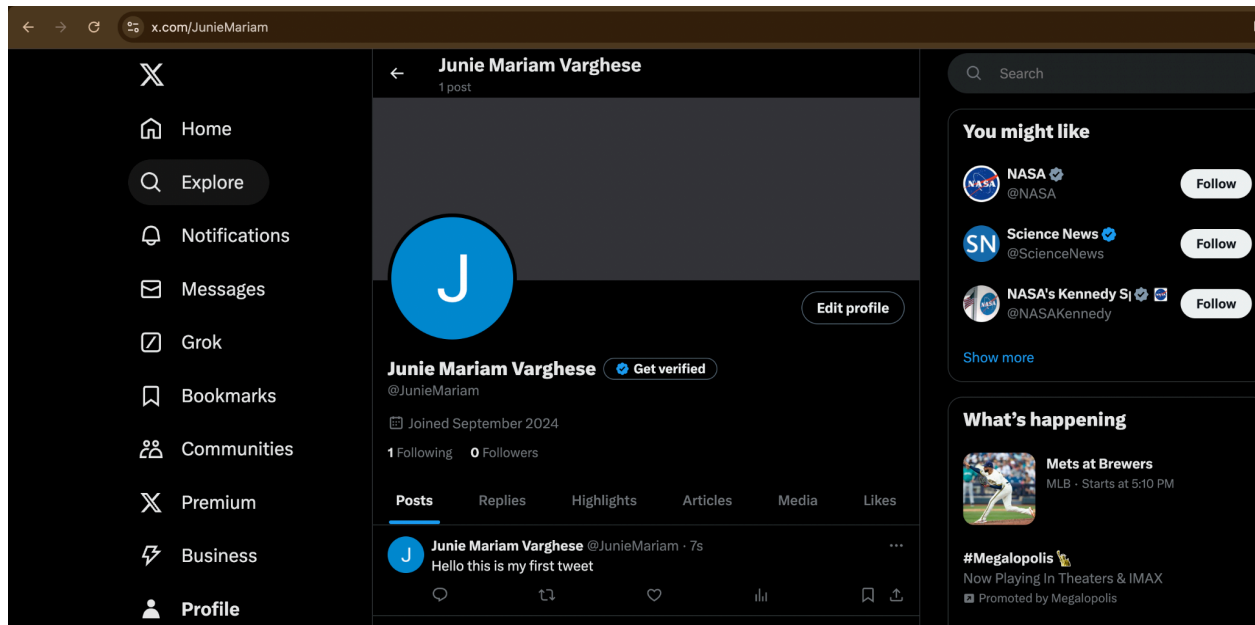 x.com/JunieMariam
Home
Explore
Notifications
Messages
Grok
Bookmarks
Communities
Premium
Business
Profile
Junie Mariam Varghese
1 post
J
Edit profile
Junie Mariam Varghese Get verified
@JunieMariam
Joined September 2024
1 Following 0 Followers
Posts Replies Highlights Articles Media Likes
J
Junie Mariam Varghese @JunieMariam · 7s
Hello this is my first tweet
Search
You might like
NASA
NASA
@NASA
Follow
SN
Science News
@ScienceNews
Follow
NASA
NASA's Kennedy
@NASAKennedy
Follow
Show more
What's happening
Mets at Brewers
MLB · Starts at 5:10 PM
#Megalopolis
Now Playing In Theaters & IMAX
Promoted by Megalopolis